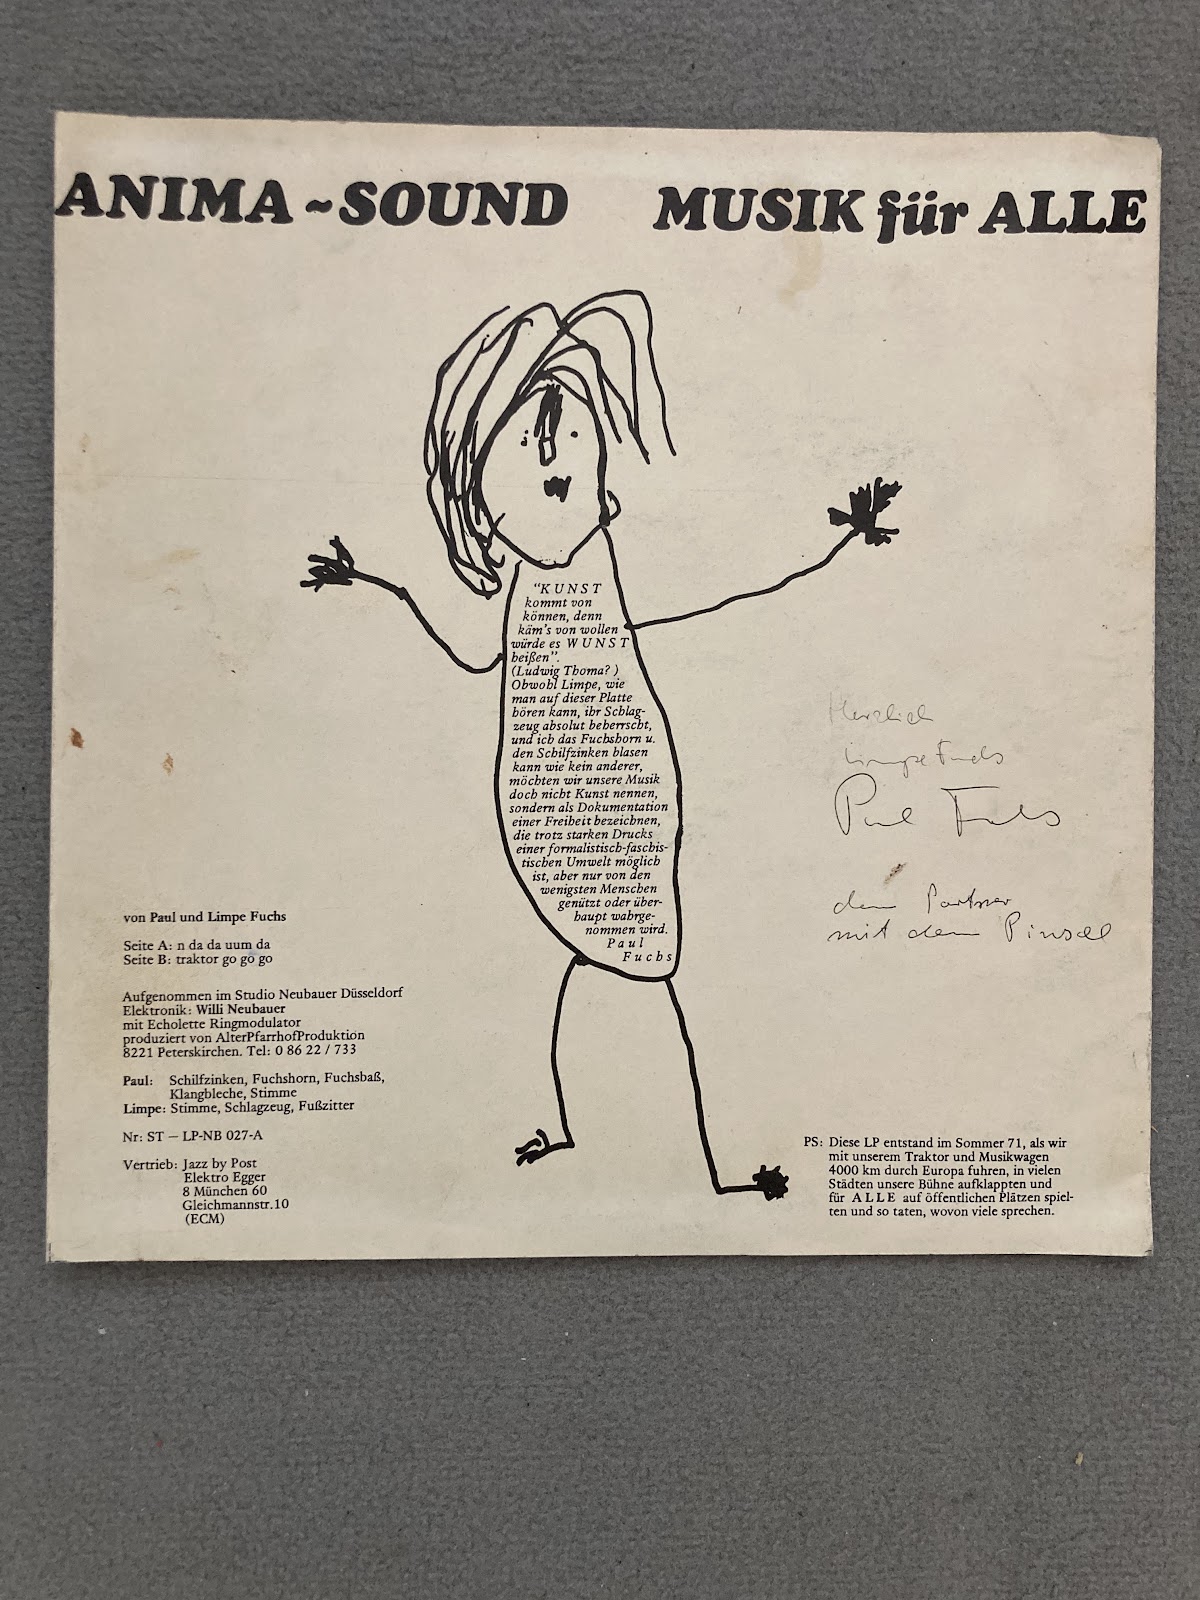 ANIMA ~ SOUND MUSIK für ALLE
"KUNST
kommt von
können, denn
käm's von wollen
würde es WUNST
heißen".
(Ludwig Thoma?)
Obwohl Limpe, wie
man auf dieser Platte
hören kann, ihr Schlag-
zeug absolut beherrscht,
und ich das Fuchshorn u.
den Schilfzinken blasen
kann wie kein anderer,
möchten wir unsere Musik
doch nicht Kunst nennen,
sondern als Dokumentation
einer Freiheit bezeichnen,
die trotz starken Drucks
einer formalistisch-faschis-
tischen Umwelt möglich
ist, aber nur von den
wenigsten Menschen
genützt oder über-
haupt wahrge-
nommen wird.
Paul
Fuchs
Herzlich
Limpe Fuchs
Paul Fuchs
dem Partner
mit dem Pinsel
von Paul und Limpe Fuchs
Seite A: n da da uum da
Seite B: traktor go go go
Aufgenommen im Studio Neubauer Düsseldorf
Elektronik: Willi Neubauer
mit Echolette Ringmodulator
produziert von AlterPfarrhofProduktion
8221 Peterskirchen. Tel: 0 86 22 / 733
Paul: Schilfzinken, Fuchshorn, Fuchsbaß,
Klangbleche, Stimme
Limpe: Stimme, Schlagzeug, Fußzitter
Nr: ST – LP-NB 027-A
Vertrieb: Jazz by Post
Elektro Egger
8 München 60
Gleichmannstr. 10
(ECM)
PS: Diese LP entstand im Sommer 71, als wir
mit unserem Traktor und Musikwagen
4000 km durch Europa fuhren, in vielen
Städten unsere Bühne aufklappten und
für ALLE auf öffentlichen Plätzen spiel-
ten und so taten, wovon viele sprechen.